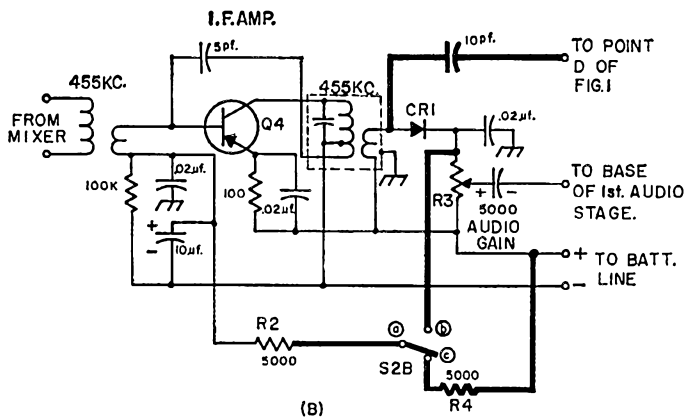 I.F. AMP.
5pf.
10pf.
TO POINT
D OF
FIG.1
455KC.
455KC.
FROM
MIXER
Q4
CR1
.02µf.
100K
.02µf.
100
.02µf.
R3
+ -
5000
AUDIO
GAIN
TO BASE
OF 1st. AUDIO
STAGE.
+
-
10µf.
+ TO BATT.
- LINE
R2
5000
a
b
c
S2B
5000
R4
(B)